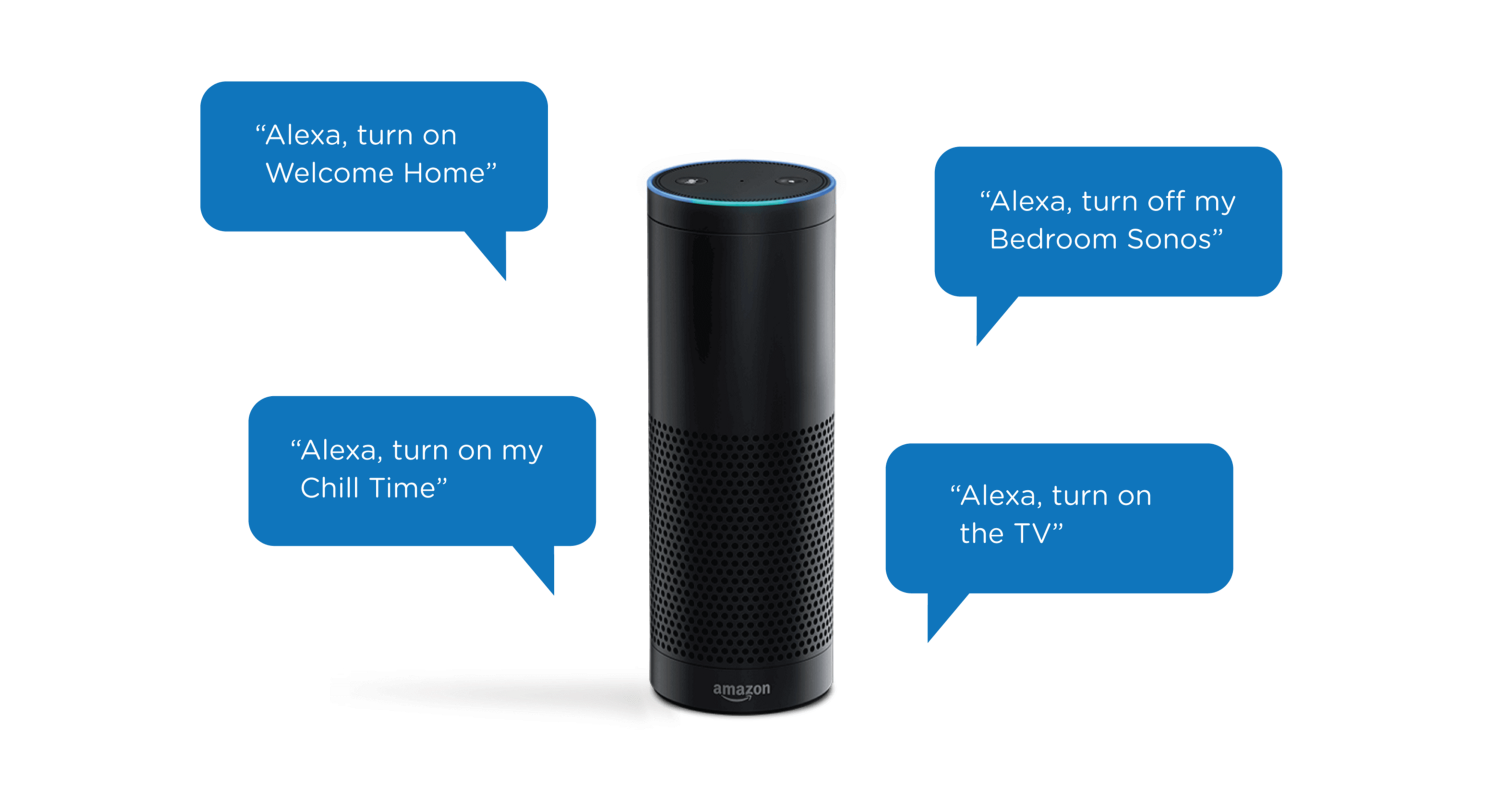 “Alexa, turn on
Welcome Home”
“Alexa, turn off my
Bedroom Sonos”
“Alexa, turn on my
Chill Time”
“Alexa, turn on
the TV”
amazon